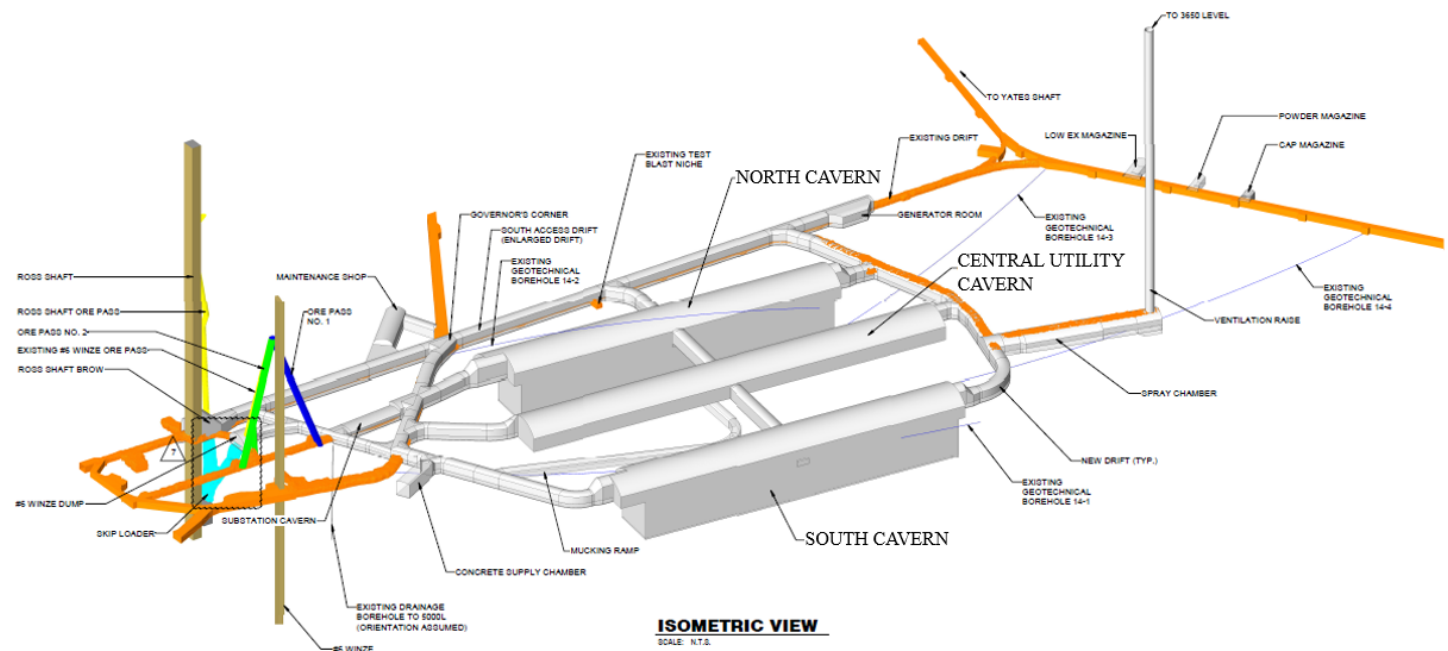 TO 3650 LEVEL
TO YATES SHAFT
POWDER MAGAZINE
LOW EX MAGAZINE
EXISTING DRIFT
CAP MAGAZINE
EXISTING TEST
BLAST NICHE
NORTH CAVERN
GOVERNOR'S CORNER
GENERATOR ROOM
EXISTING
GEOTECHNICAL
BOREHOLE 14-3
SOUTH ACCESS DRIFT
(ENLARGED DRIFT)
EXISTING
GEOTECHNICAL
BOREHOLE 14-2
CENTRAL UTILITY
CAVERN
ROSS SHAFT
MAINTENANCE SHOP
EXISTING
GEOTECHNICAL
BOREHOLE 14-4
ROSS SHAFT ORE PASS
ORE PASS
NO. 1
VENTILATION RAISE
ORE PASS NO. 2
EXISTING #6 WINZE ORE PASS
ROSS SHAFT BROW
SPRAY CHAMBER
?
NEW DRIFT (TYP.)
EXISTING
GEOTECHNICAL
BOREHOLE 14-1
#6 WINZE DUMP
SUBSTATION CAVERN
SKIP LOADER
SOUTH CAVERN
MUCKING RAMP
CONCRETE SUPPLY CHAMBER
EXISTING DRAINAGE
BOREHOLE TO 5000L
(ORIENTATION ASSUMED)
ISOMETRIC VIEW
SCALE: N.T.S.
#6 WINZE